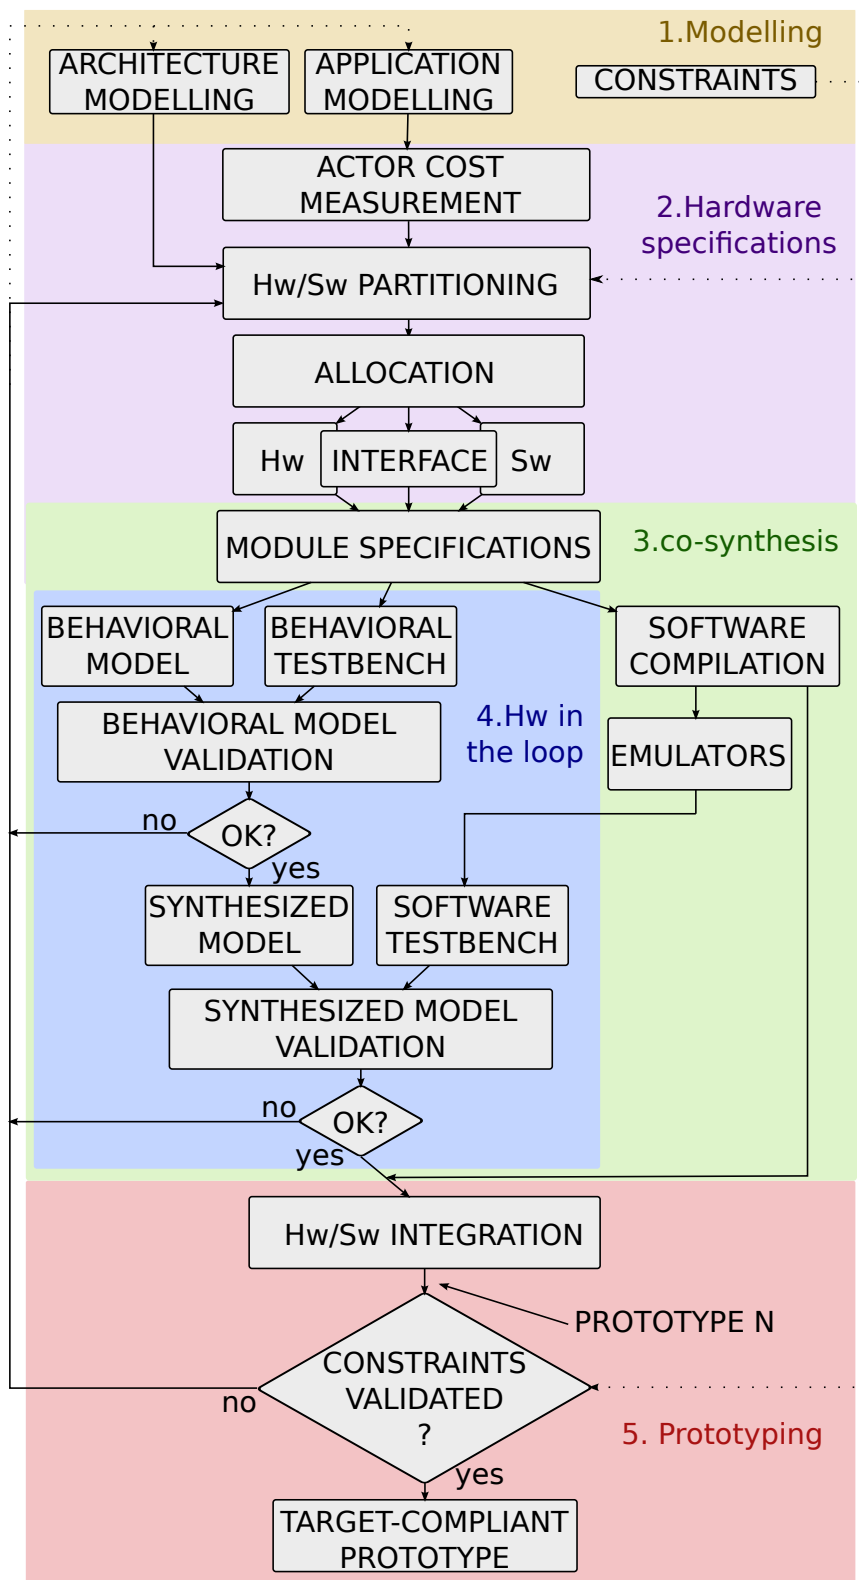 1.Modelling
ARCHITECTURE
MODELLING
APPLICATION
MODELLING
CONSTRAINTS
ACTOR COST
MEASUREMENT
2.Hardware
specifications
Hw/Sw PARTITIONING
ALLOCATION
Hw
INTERFACE
Sw
MODULE SPECIFICATIONS
3.co-synthesis
BEHAVIORAL
MODEL
BEHAVIORAL
TESTBENCH
SOFTWARE
COMPILATION
BEHAVIORAL MODEL
VALIDATION
4.Hw in
the loop
EMULATORS
no
OK?
yes
SYNTHESIZED
MODEL
SOFTWARE
TESTBENCH
SYNTHESIZED MODEL
VALIDATION
no
OK?
yes
Hw/Sw INTEGRATION
PROTOTYPE N
CONSTRAINTS
VALIDATED
?
no
5. Prototyping
yes
TARGET-COMPLIANT
PROTOTYPE